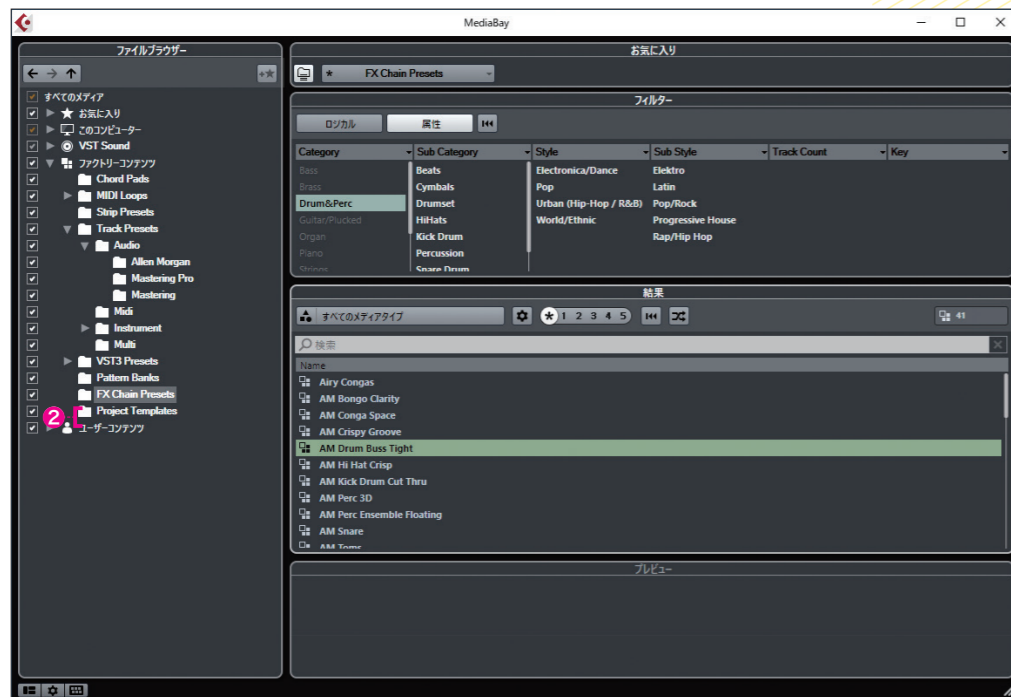 MediaBay
ファイルブラウザー
すべてのメディア
お気に入り
このコンピューター
VST Sound
ファクトリーコンテンツ
Chord Pads
MIDI Loops
Strip Presets
Track Presets
Audio
Allen Morgan
Mastering Pro
Mastering
Midi
Instrument
Multi
VST3 Presets
Pattern Banks
FX Chain Presets
Project Templates
2
ユーザーコンテンツ
お気に入り
* FX Chain Presets
フィルター
ロジカル 属性
Category Sub Category Style Sub Style Track Count Key
Bass Beats Electronica/Dance Elektro
Brass Cymbals Pop Latin
Drum&Perc Drumset Urban (Hip-Hop / R&B) Pop/Rock
Guitar/Plucked HiHats World/Ethnic Progressive House
Organ Kick Drum Rap/Hip Hop
Piano Percussion
Strings Snare Drum
結果
すべてのメディアタイプ * 1 2 3 4 5 41
検索
Name
Airy Congas
AM Bongo Clarity
AM Conga Space
AM Crispy Groove
AM Drum Buss Tight
AM Hi Hat Crisp
AM Kick Drum Cut Thru
AM Perc 3D
AM Perc Ensemble Floating
AM Snare
AM Toms
プレビュー